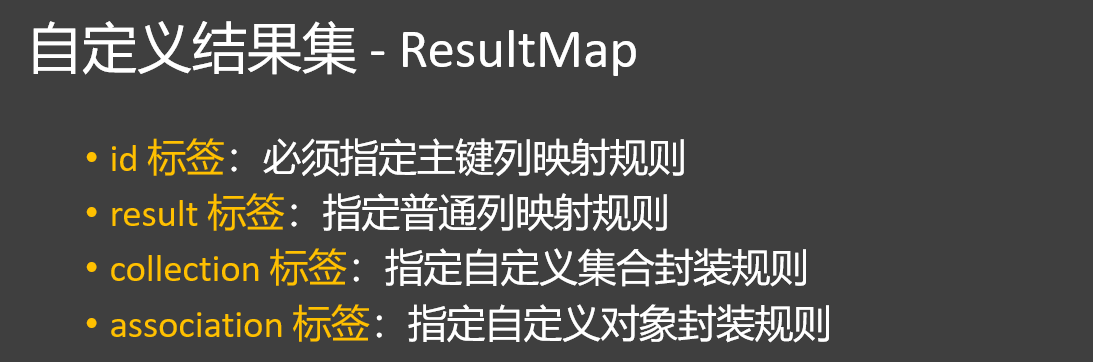 自定义结果集 - ResultMap
• id 标签：必须指定主键列映射规则
• result 标签：指定普通列映射规则
• collection 标签：指定自定义集合封装规则
• association 标签：指定自定义对象封装规则